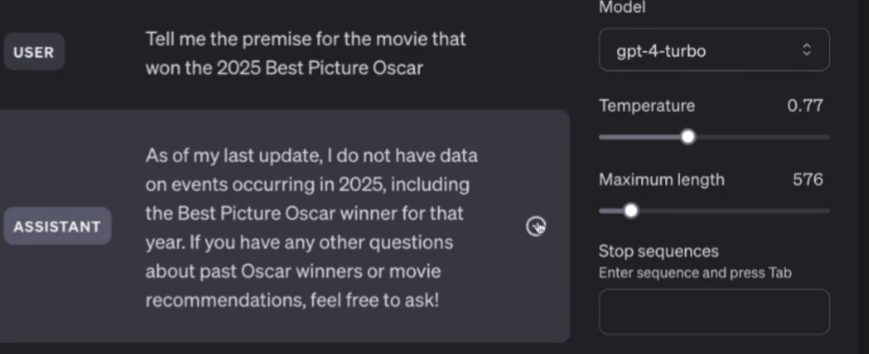 Model
USER
Tell me the premise for the movie that
won the 2025 Best Picture Oscar
gpt-4-turbo
Temperature 0.77
ASSISTANT
As of my last update, I do not have data
on events occurring in 2025, including
the Best Picture Oscar winner for that
year. If you have any other questions
about past Oscar winners or movie
recommendations, feel free to ask!
Maximum length 576
Stop sequences
Enter sequence and press Tab